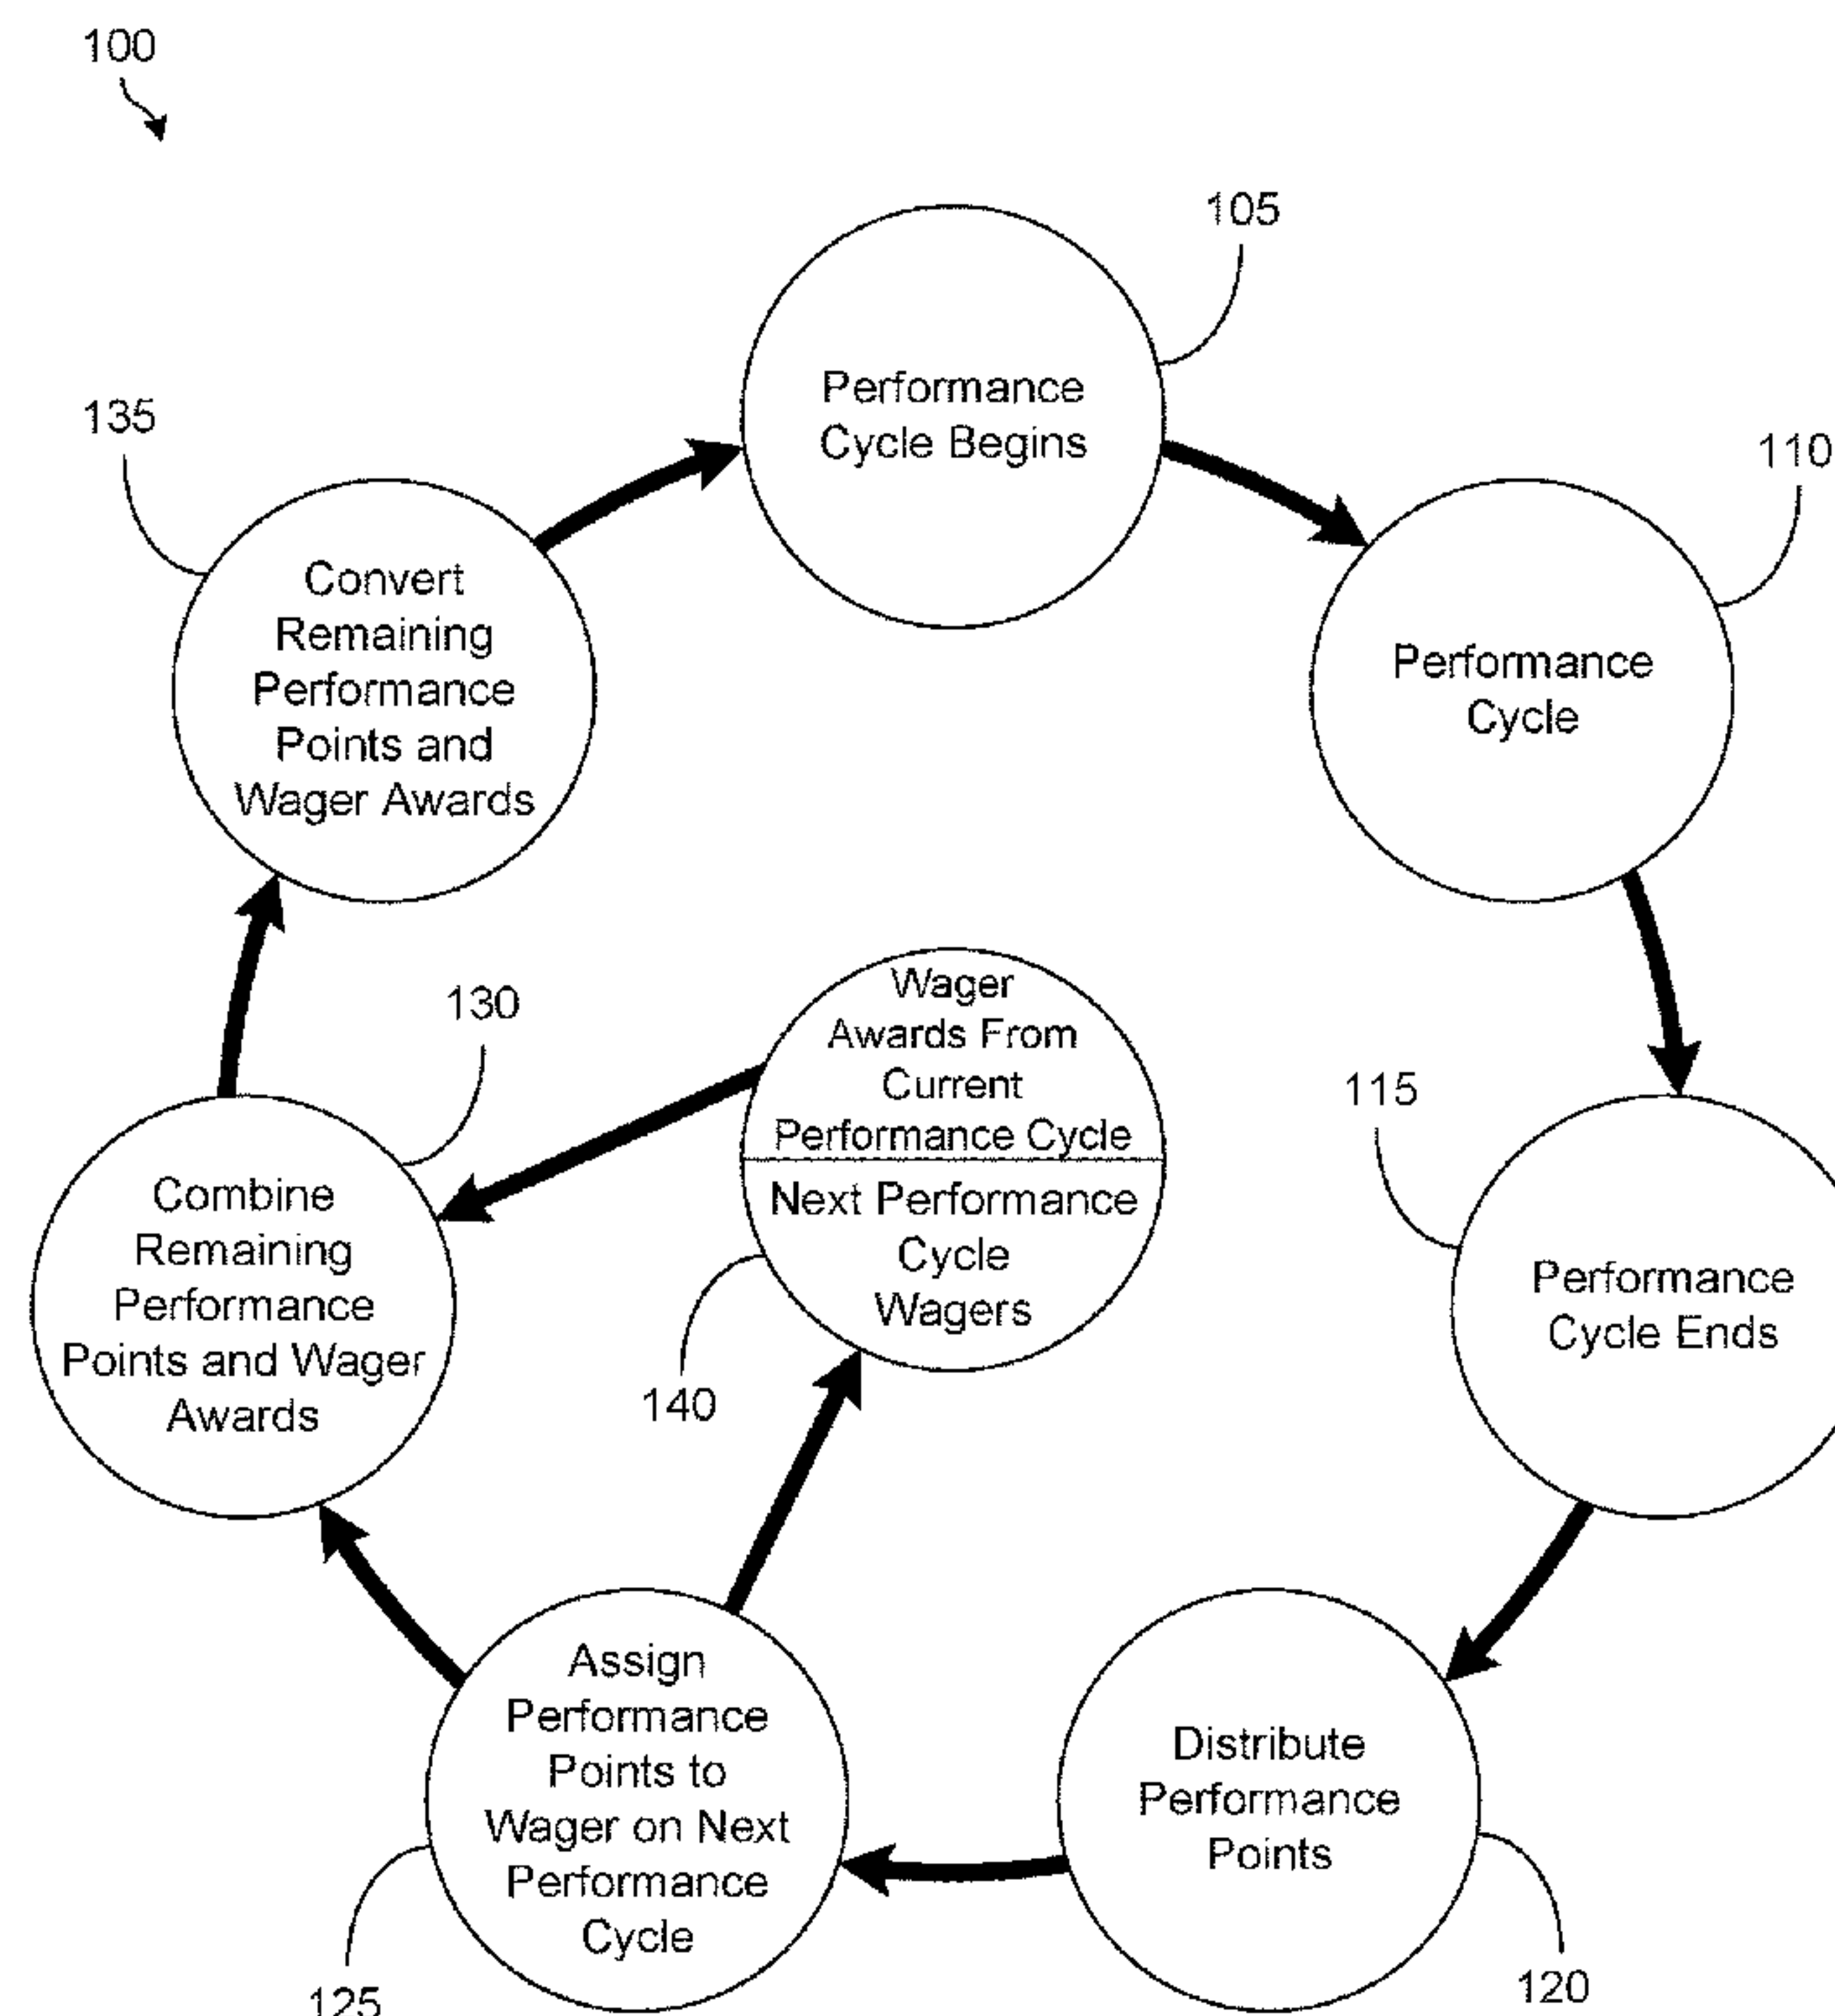 100
105
Performance
Cycle Begins
110
Performance
Cycle
135
Convert
Remaining
Performance
Points and
Wager Awards
130
Combine
Remaining
Performance
Points and Wager
Awards
Wager
Awards From
Current
Performance Cycle
Next Performance
Cycle
Wagers
140
115
Performance
Cycle Ends
Assign
Performance
Points to
Wager on Next
Performance
Cycle
125
Distribute
Performance
Points
120